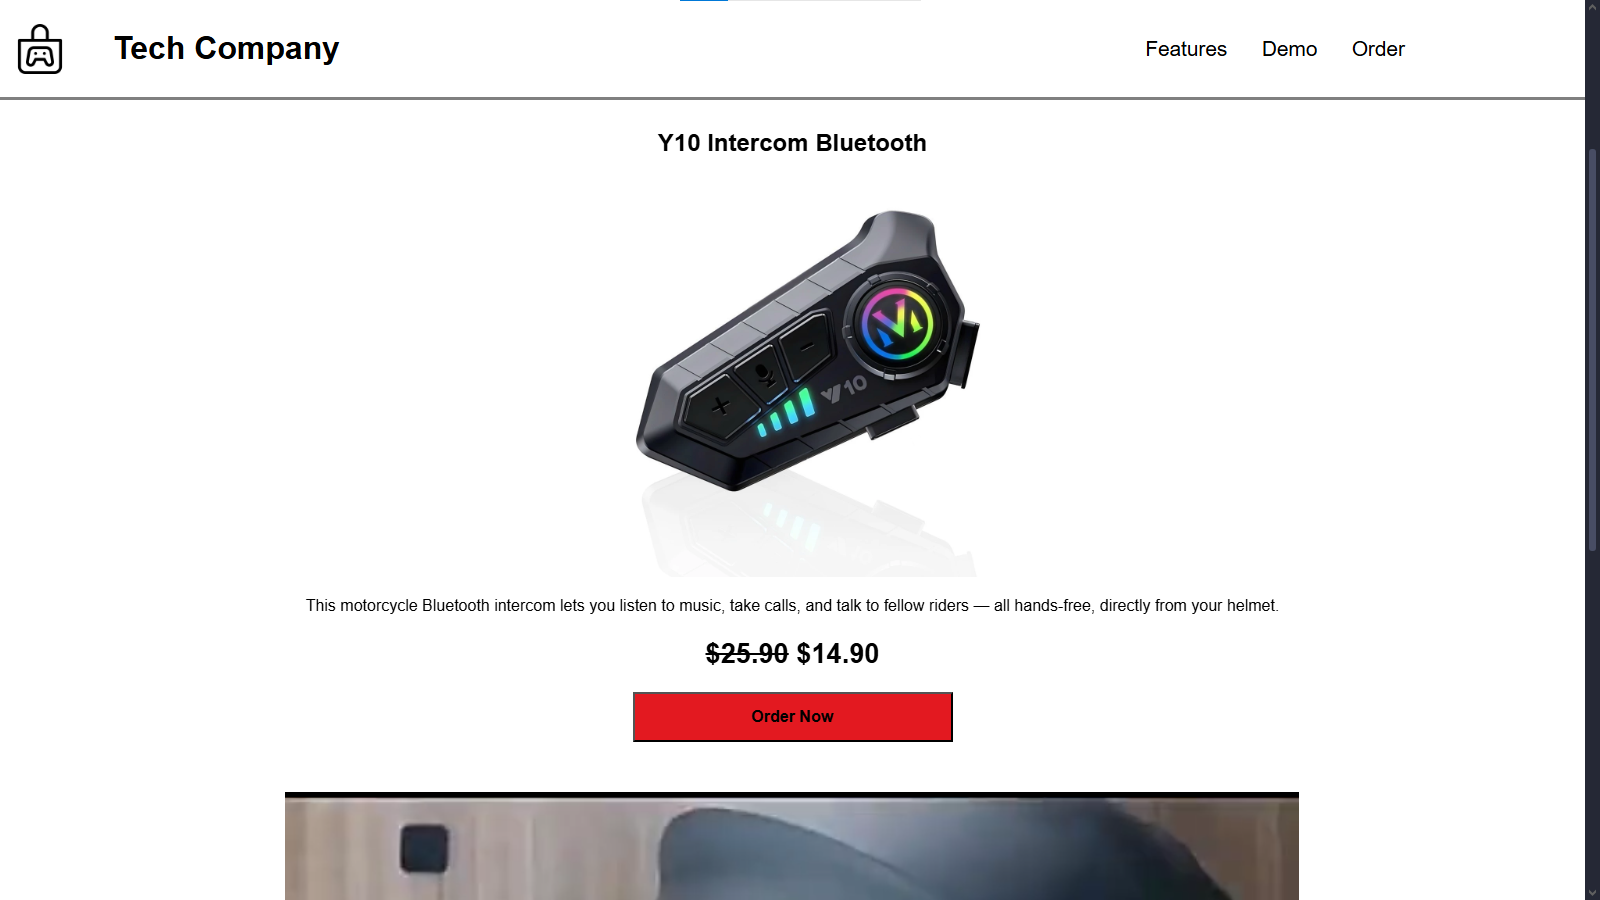 Tech Company
Features
Demo
Order
Y10 Intercom Bluetooth
Y10
This motorcycle Bluetooth intercom lets you listen to music, take calls, and talk to fellow riders — all hands-free, directly from your helmet.
$25.90 $14.90
Order Now